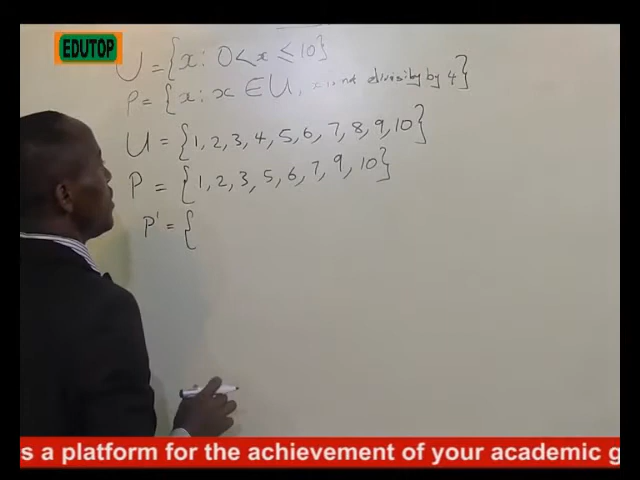 EDUTOP
U = {x : 0 < x ≤ 10}
P = {x : x ∈ U, x is not divisibly by 4}
U = {1, 2, 3, 4, 5, 6, 7, 8, 9, 10}
P = {1, 2, 3, 5, 6, 7, 9, 10}
P' = {
s a platform for the achievement of your academic g